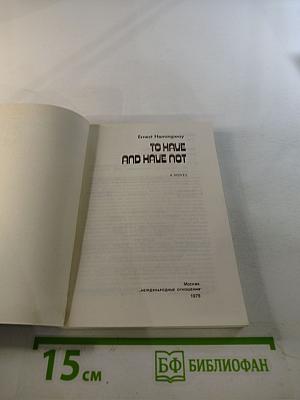 Ernest Hemingway
TO HAVE
AND HAVE NOT
A NOVEL
Москва
„МЕЖДУНАРОДНЫЕ ОТНОШЕНИЯ"
1979
15 см
БФ БИБЛИОФАН